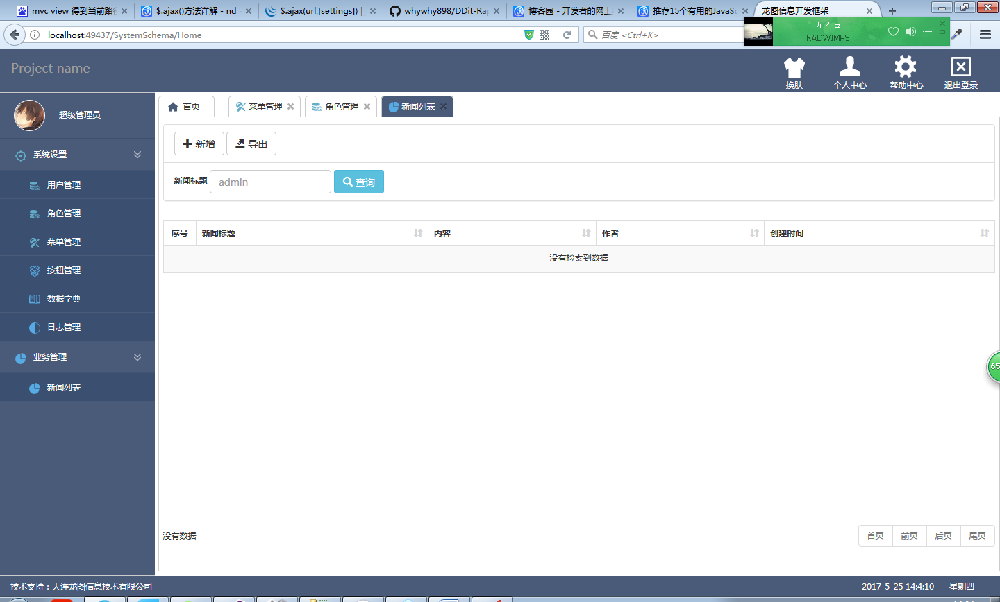 mvc view 得到当前路径
$.ajax()方法详解 - nd
$.ajax(url,[settings]) |
whywhy898/DDit-Rap
博客园 - 开发者的网上
推荐15个有用的JavaSc
龙图信息开发框架
localhost:49437/SystemSchema/Home
百度 <Ctrl+K>
カイコ
RADWIMPS
Project name
换肤
个人中心
帮助中心
退出登录
超级管理员
首页
菜单管理
角色管理
新闻列表
系统设置
用户管理
角色管理
菜单管理
按钮管理
数据字典
日志管理
业务管理
新闻列表
新增
导出
新闻标题
admin
查询
序号
新闻标题
内容
作者
创建时间
没有检索到数据
65
没有数据
首页
前页
后页
尾页
技术支持：大连龙图信息技术有限公司
2017-5-25 14:4:10
星期四